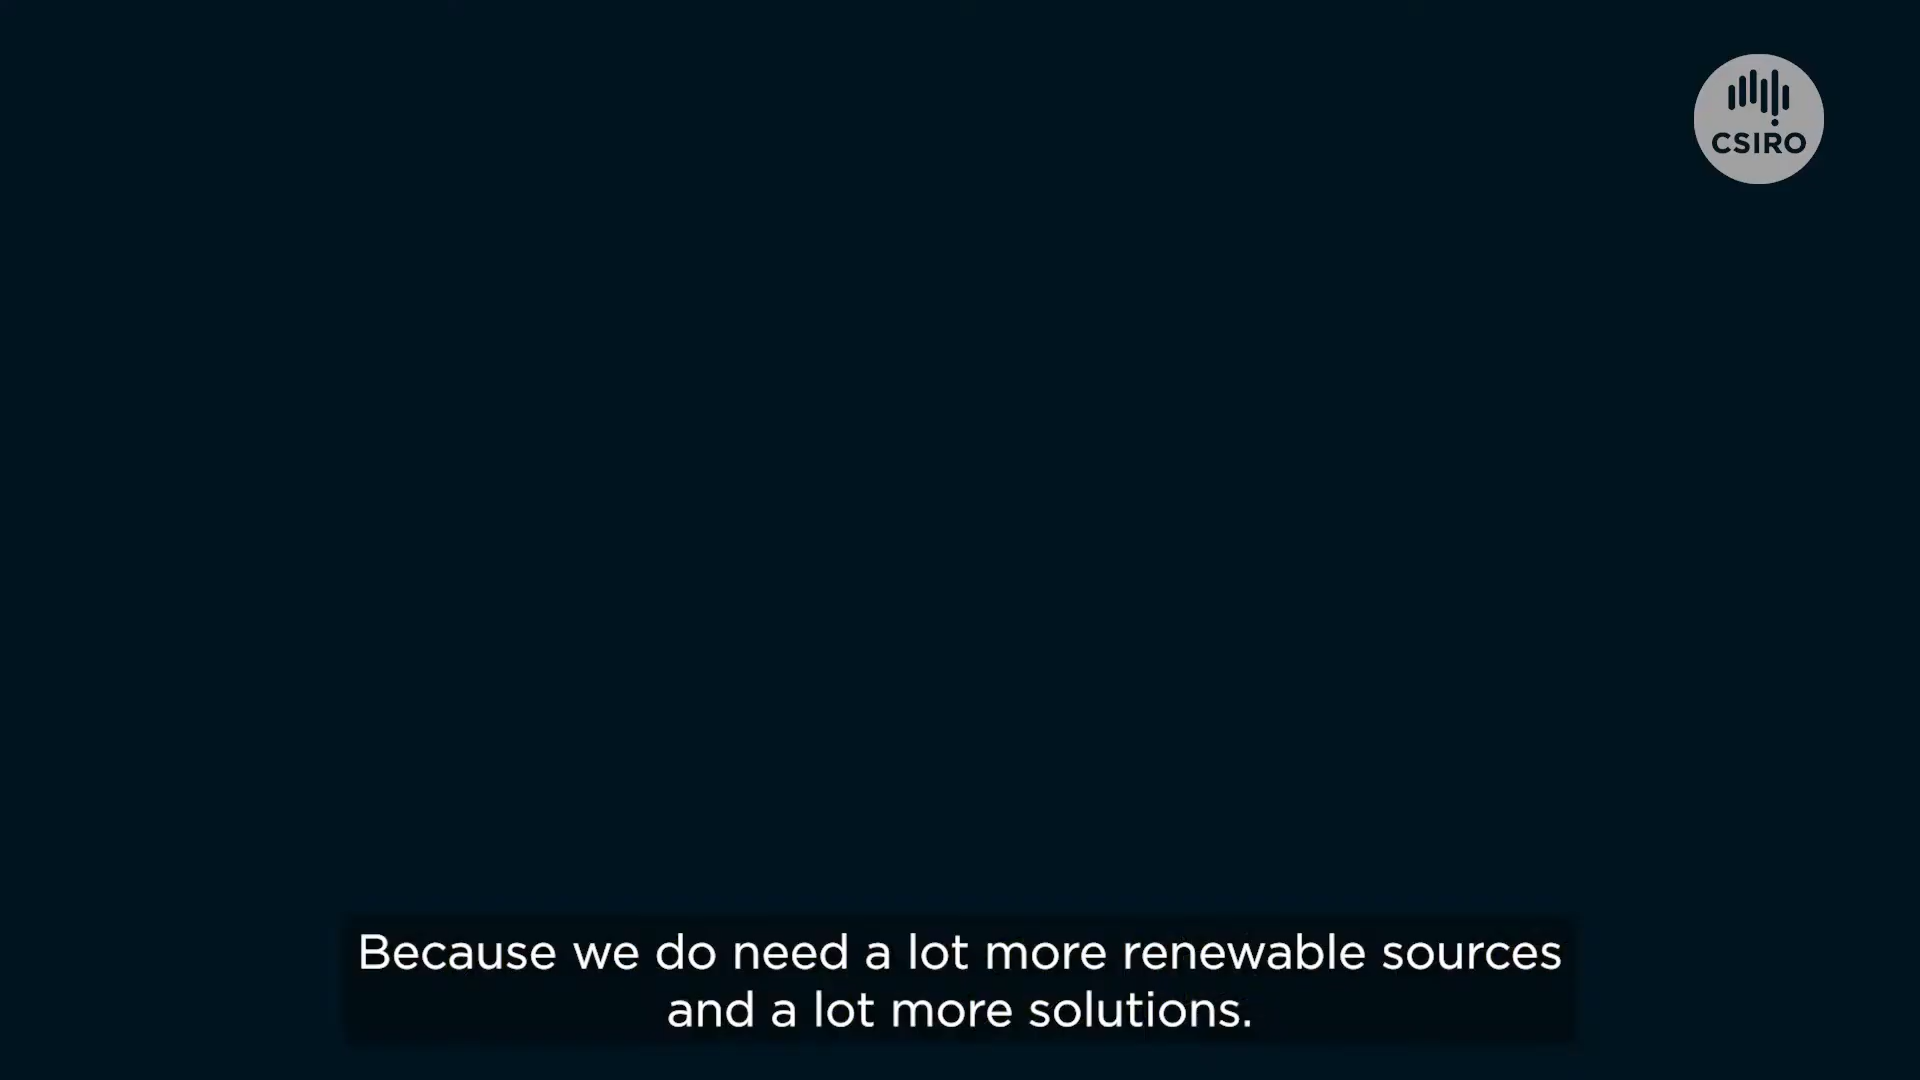 CSIRO
Because we do need a lot more renewable sources
and a lot more solutions.